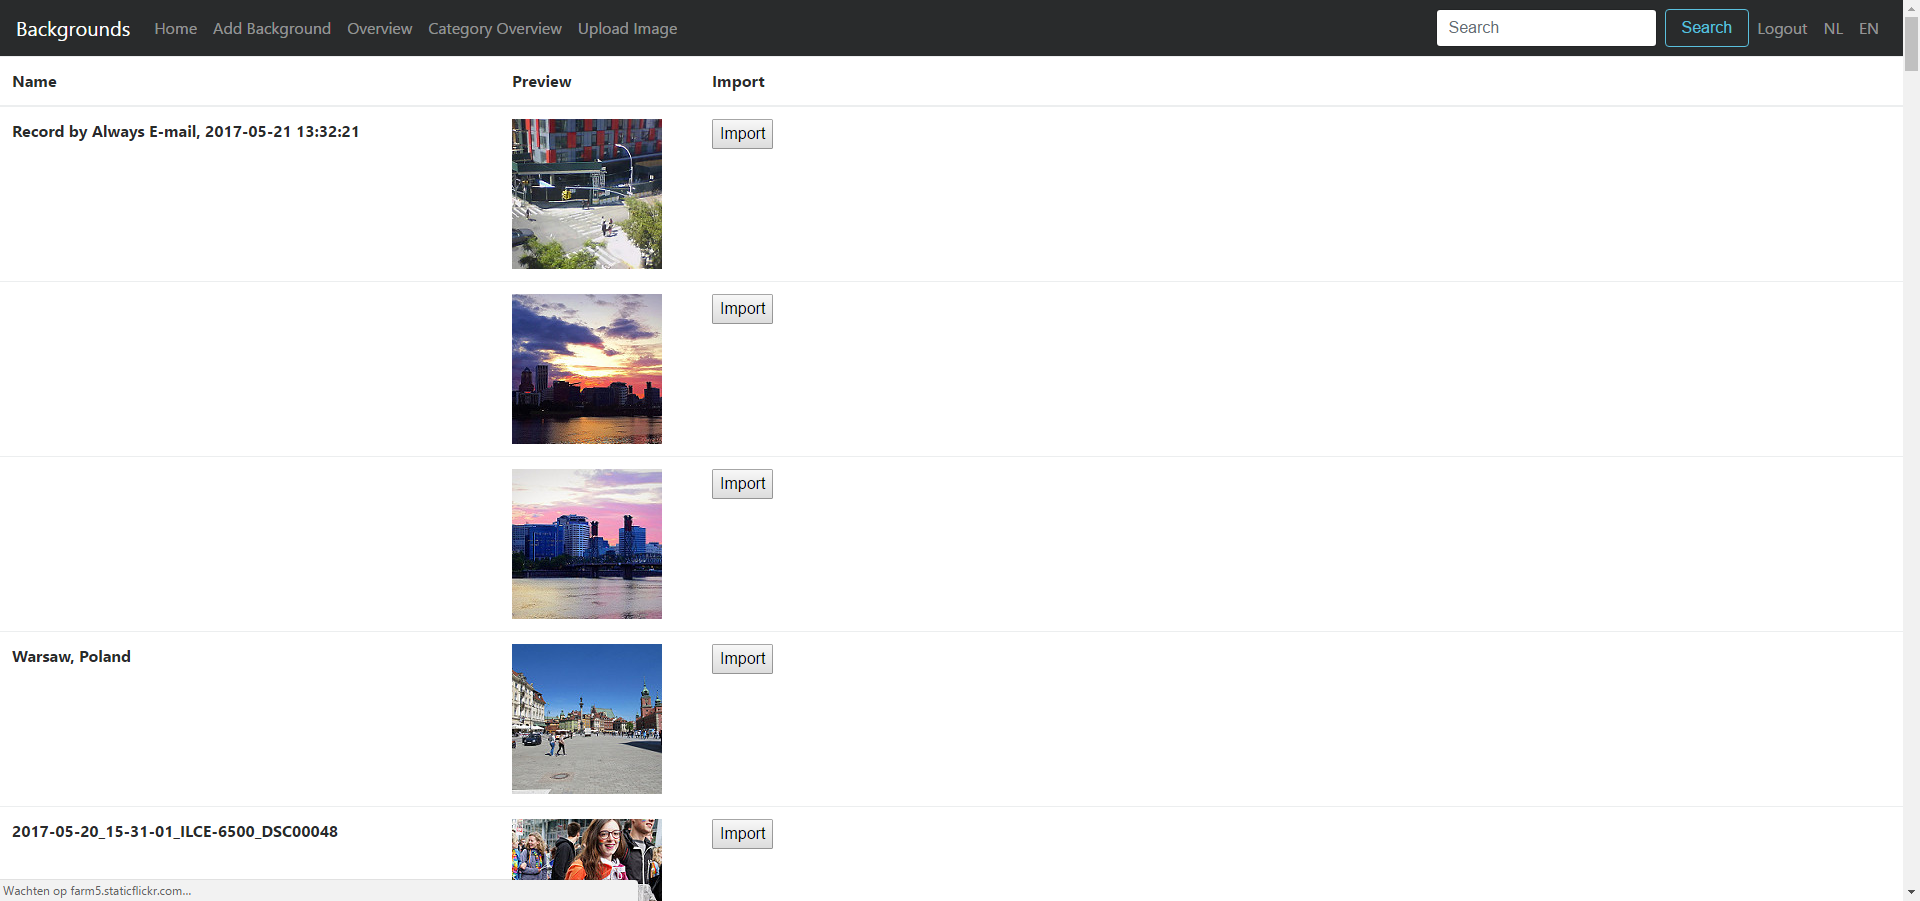 Backgrounds Home Add Background Overview Category Overview Upload Image Search Search Logout NL EN
Name Preview Import
Record by Always E-mail, 2017-05-21 13:32:21 Import
Import
Import
Warsaw, Poland Import
2017-05-20_15-31-01_ILCE-6500_DSC00048 Import
Wachten op farm5.staticflickr.com...